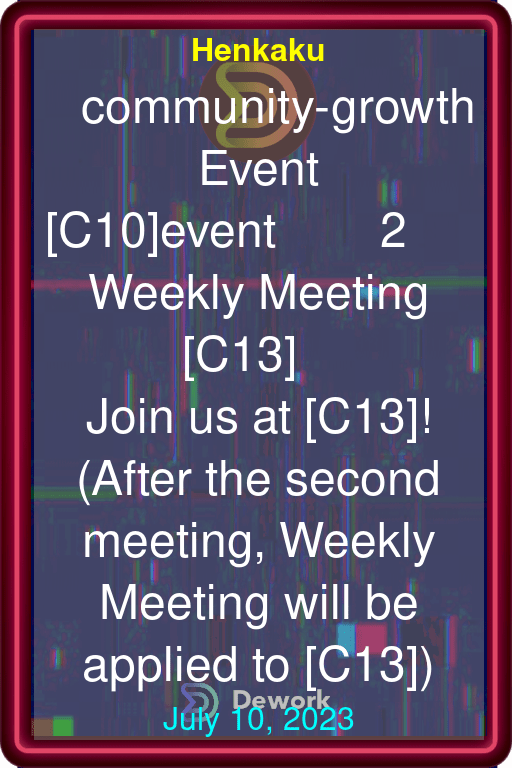 Henkaku
community-growth
Event
[C10]event 2
Weekly Meeting
[C13]
Join us at [C13]!
(After the second
meeting, Weekly
Meeting will be
applied to [C13])
Dework
July 10, 2023